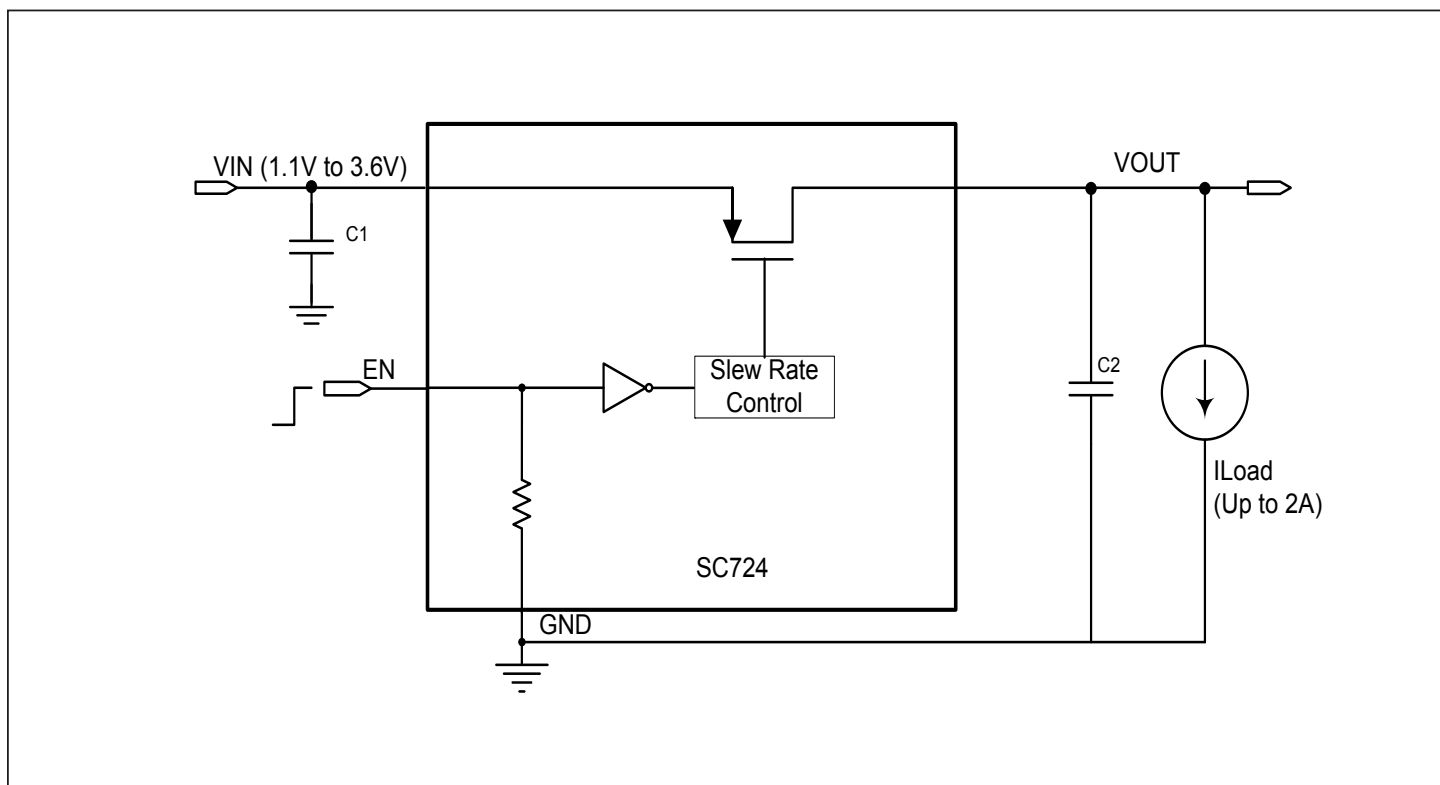 VIN (1.1V to 3.6V)
VOUT
C1
EN
Slew Rate
Control
C2
ILoad
(Up to 2A)
SC724
GND